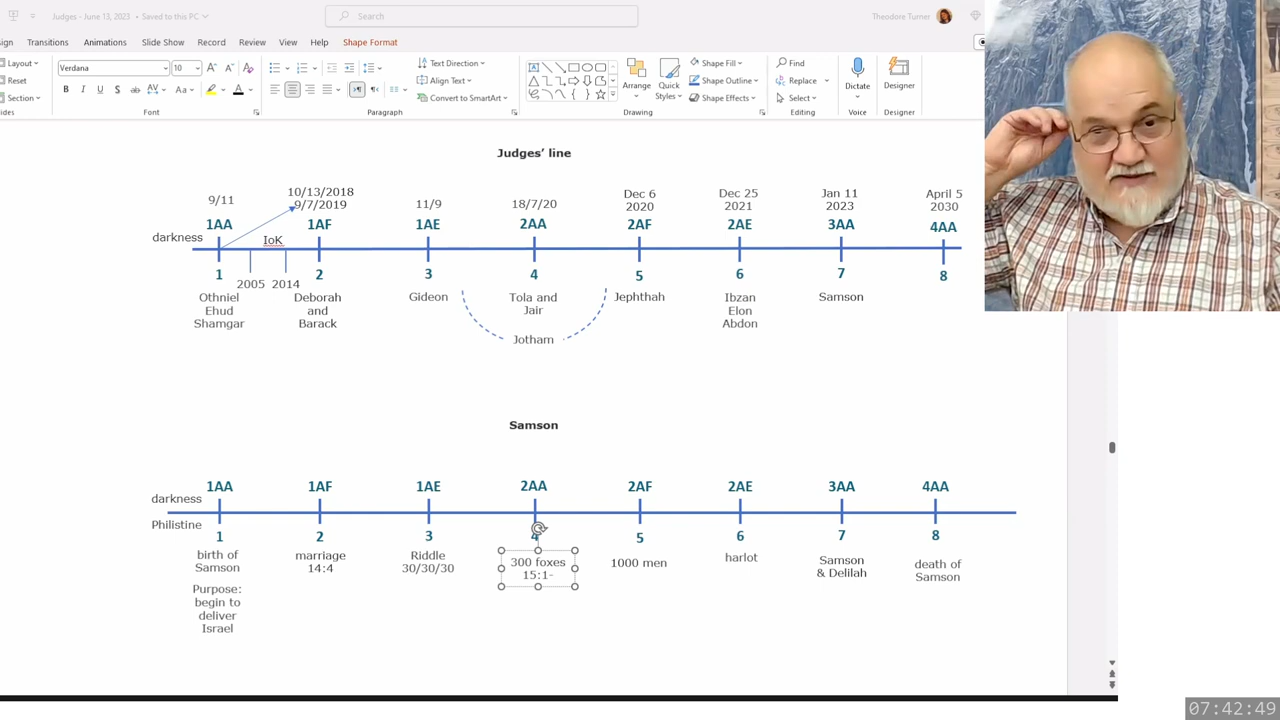 Judges - June 13, 2023 • Saved to this PC
Search
Theodore Turner
sign Transitions Animations Slide Show Record Review View Help Shape Format
Layout
Reset
Section
Verdana 10
B I U S ab AV Aa A
Text Direction
Align Text
Convert to SmartArt
Arrange
Quick Styles
Shape Fill
Shape Outline
Shape Effects
Find
Replace
Select
Dictate
Designer
Font Paragraph Drawing Editing Voice Designer
Judges’ line
9/11
10/13/2018
9/7/2019
11/9
18/7/20
Dec 6
2020
Dec 25
2021
Jan 11
2023
April 5
2030
1AA 1AF 1AE 2AA 2AF 2AE 3AA 4AA
darkness
IoK
1 2 3 4 5 6 7 8
2005 2014
Othniel
Ehud
Shamgar
Deborah
and
Barack
Gideon
Tola and
Jair
Jotham
Jephthah
Ibzan
Elon
Abdon
Samson
Samson
1AA 1AF 1AE 2AA 2AF 2AE 3AA 4AA
darkness
Philistine
1 2 3 4 5 6 7 8
birth of
Samson
Purpose:
begin to
deliver
Israel
marriage
14:4
Riddle
30/30/30
300 foxes
15:1-
1000 men
harlot
Samson
& Delilah
death of
Samson
07:42:49